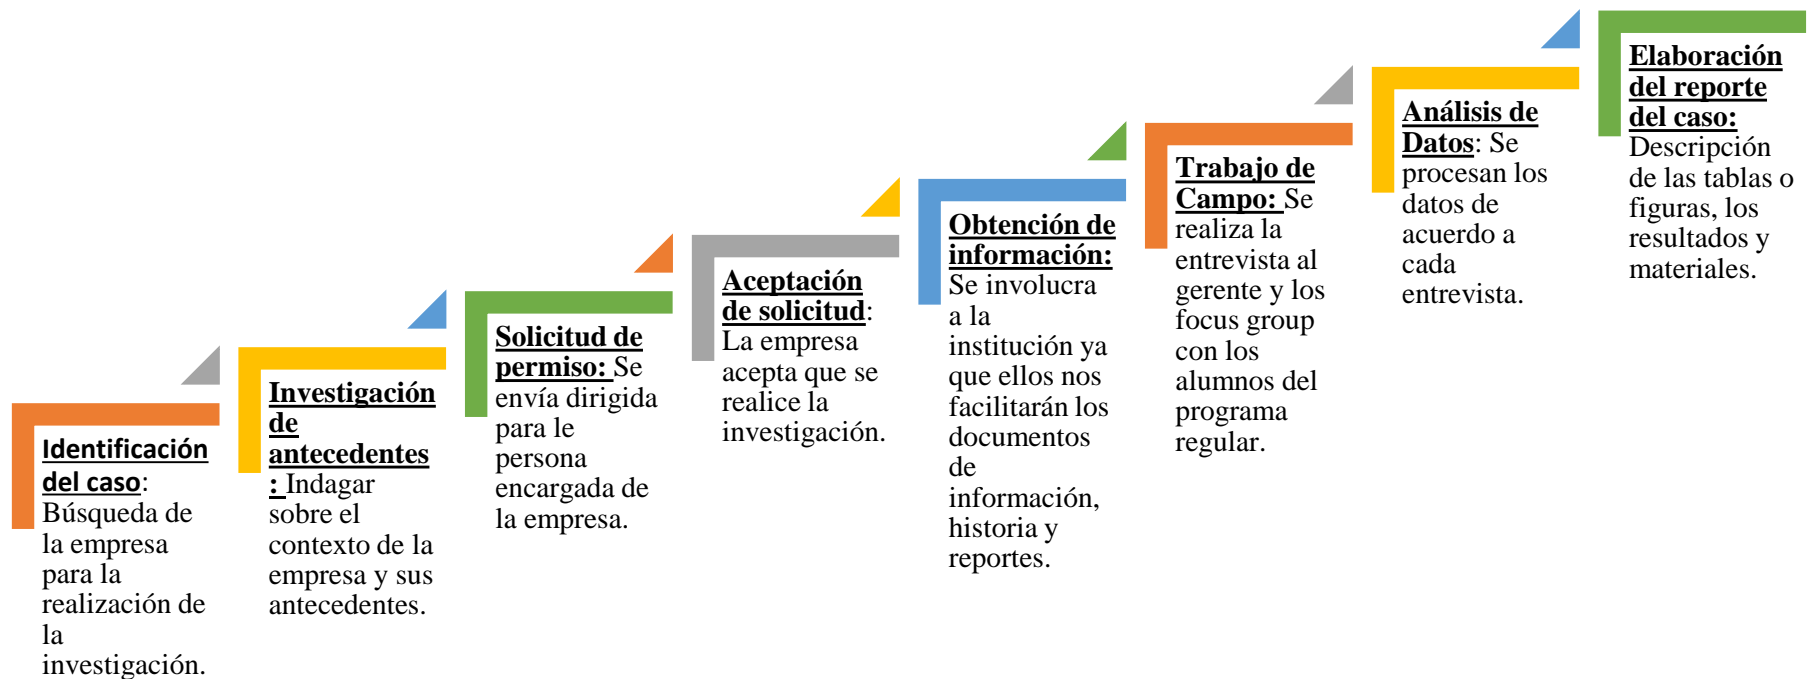 Identificación
del caso:
Búsqueda de
la empresa
para la
realización de
la
investigación.
Investigación
de
antecedentes
: Indagar
sobre el
contexto de la
empresa y sus
antecedentes.
Solicitud de
permiso: Se
envía dirigida
para le
persona
encargada de
la empresa.
Aceptación
de solicitud:
La empresa
acepta que se
realice la
investigación.
Obtención de
información:
Se involucra
a la
institución ya
que ellos nos
facilitarán los
documentos
de
información,
historia y
reportes.
Trabajo de
Campo: Se
realiza la
entrevista al
gerente y los
focus group
con los
alumnos del
programa
regular.
Análisis de
Datos: Se
procesan los
datos de
acuerdo a
cada
entrevista.
Elaboración
del reporte
del caso:
Descripción
de las tablas o
figuras, los
resultados y
materiales.